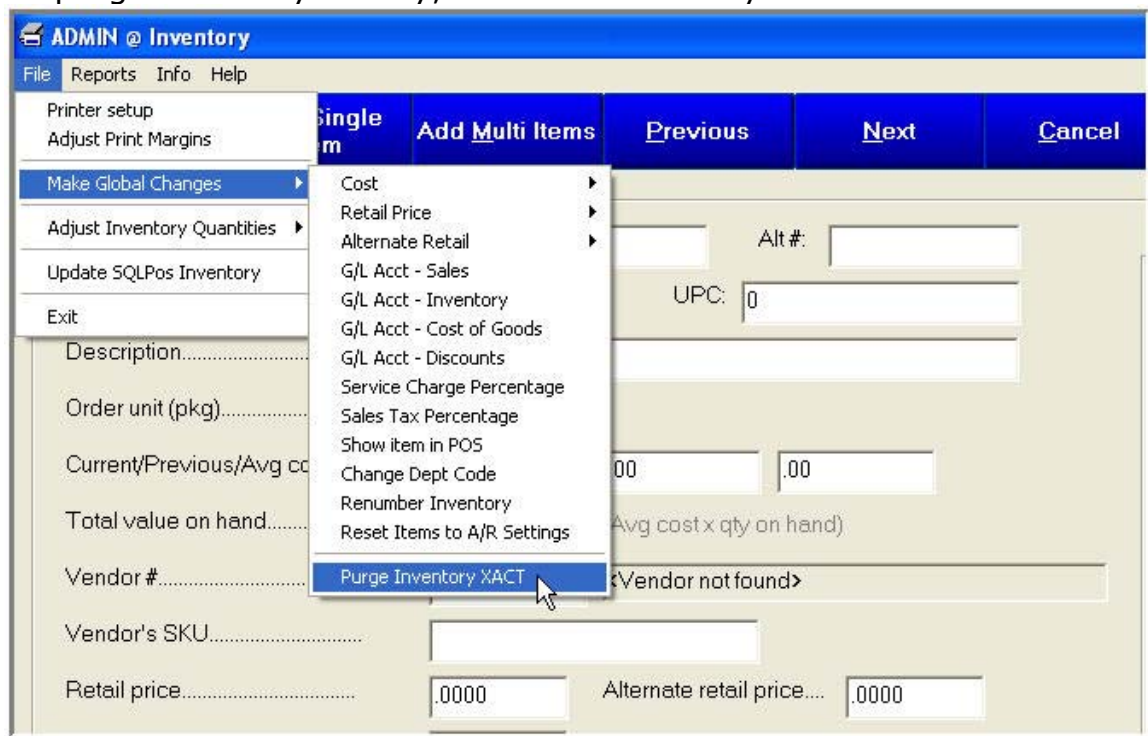 ADMIN @ Inventory
File Reports Info Help
Printer setup
Adjust Print Margins
Make Global Changes
Adjust Inventory Quantities
Update SQLPos Inventory
Exit
Single
Add Multi Items Previous Next Cancel
Cost
Retail Price
Alternate Retail
G/L Acct - Sales
G/L Acct - Inventory
G/L Acct - Cost of Goods
G/L Acct - Discounts
Service Charge Percentage
Sales Tax Percentage
Show item in POS
Change Dept Code
Renumber Inventory
Reset Items to A/R Settings
Purge Inventory XACT
Alt #:
UPC: 0
Description........................
Order unit (pkg).................
Current/Previous/Avg co 00 .00
Total value on hand........ Avg cost x qty on hand)
Vendor #........................... <Vendor not found>
Vendor's SKU............................
Retail price............................... .0000 Alternate retail price.... .0000